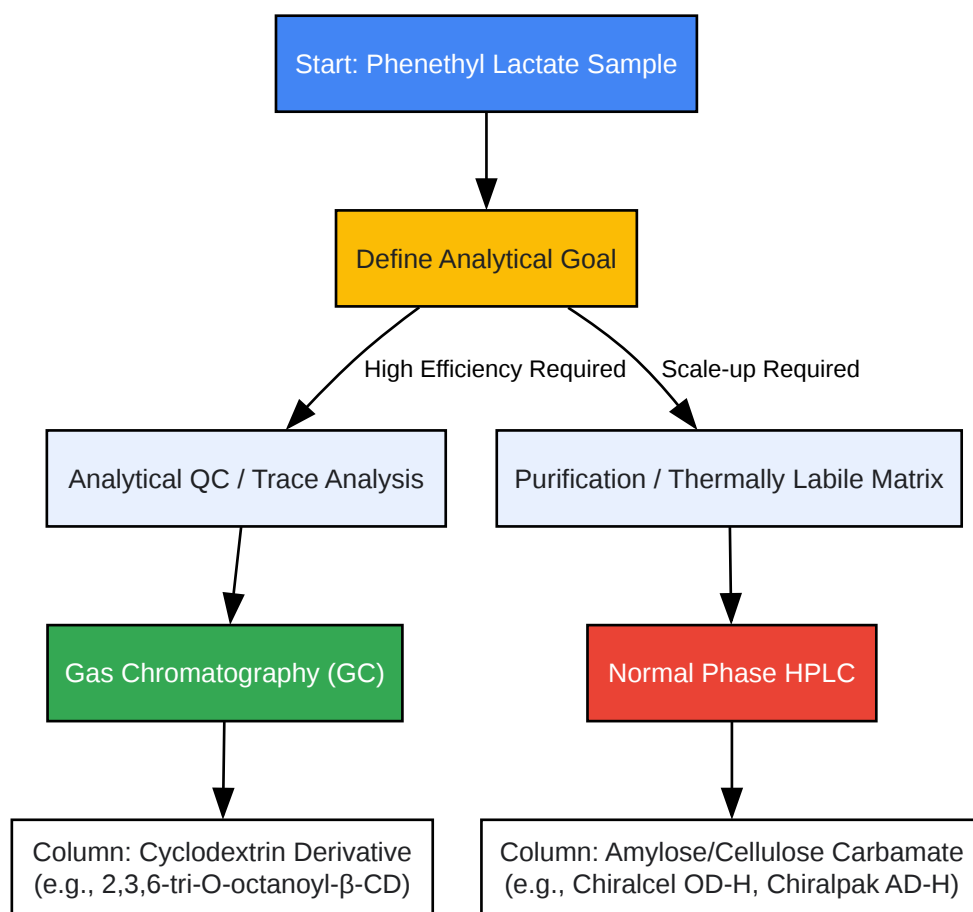 Start: Phenethyl Lactate Sample
Define Analytical Goal
High Efficiency Required
Scale-up Required
Analytical QC / Trace Analysis
Purification / Thermally Labile Matrix
Gas Chromatography (GC)
Normal Phase HPLC
Column: Cyclodextrin Derivative
(e.g., 2,3,6-tri-O-octanoyl-β-CD)
Column: Amylose/Cellulose Carbamate
(e.g., Chiralcel OD-H, Chiralpak AD-H)